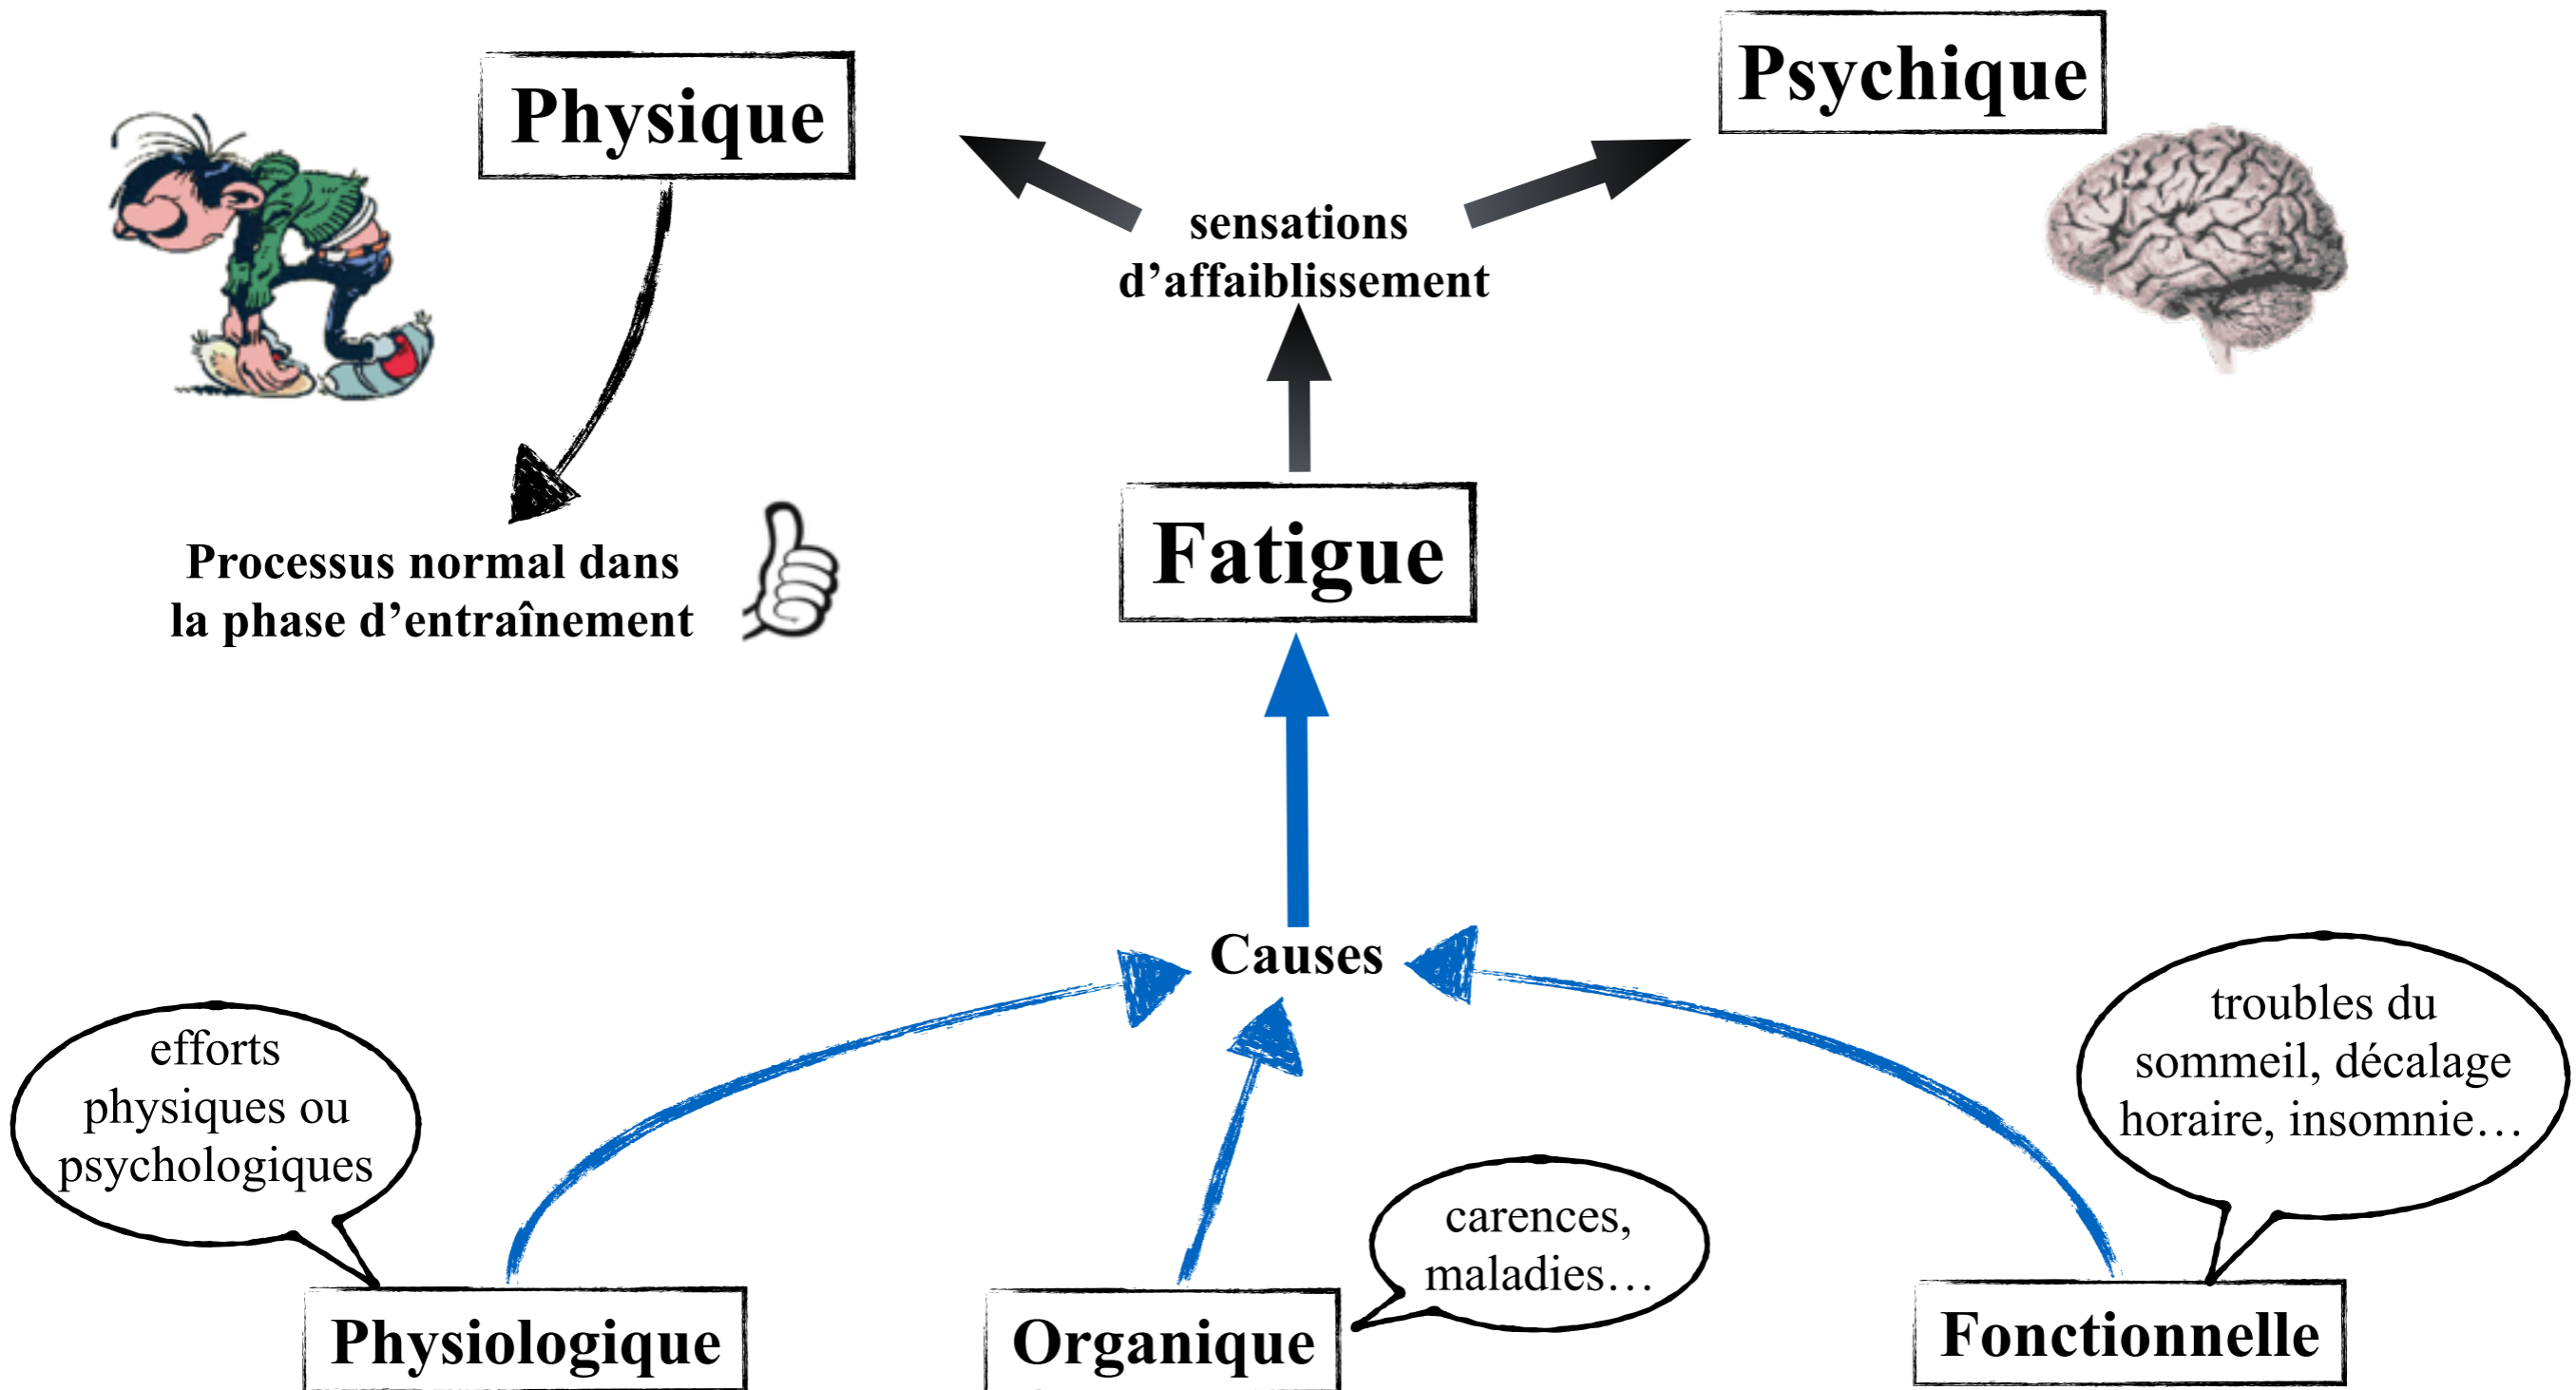 Physique
Psychique
sensations
d’affaiblissement
Processus normal dans
la phase d’entraînement
Fatigue
Causes
efforts
physiques ou
psychologiques
carences,
maladies…
troubles du
sommeil, décalage
horaire, insomnie…
Physiologique
Organique
Fonctionnelle